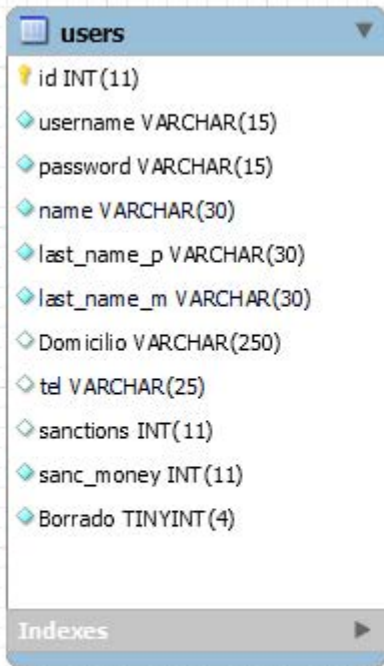 users
id INT(11)
username VARCHAR(15)
password VARCHAR(15)
name VARCHAR(30)
last_name_p VARCHAR(30)
last_name_m VARCHAR(30)
Domicilio VARCHAR(250)
tel VARCHAR(25)
sanctions INT(11)
sanc_money INT(11)
Borrado TINYINT(4)
Indexes